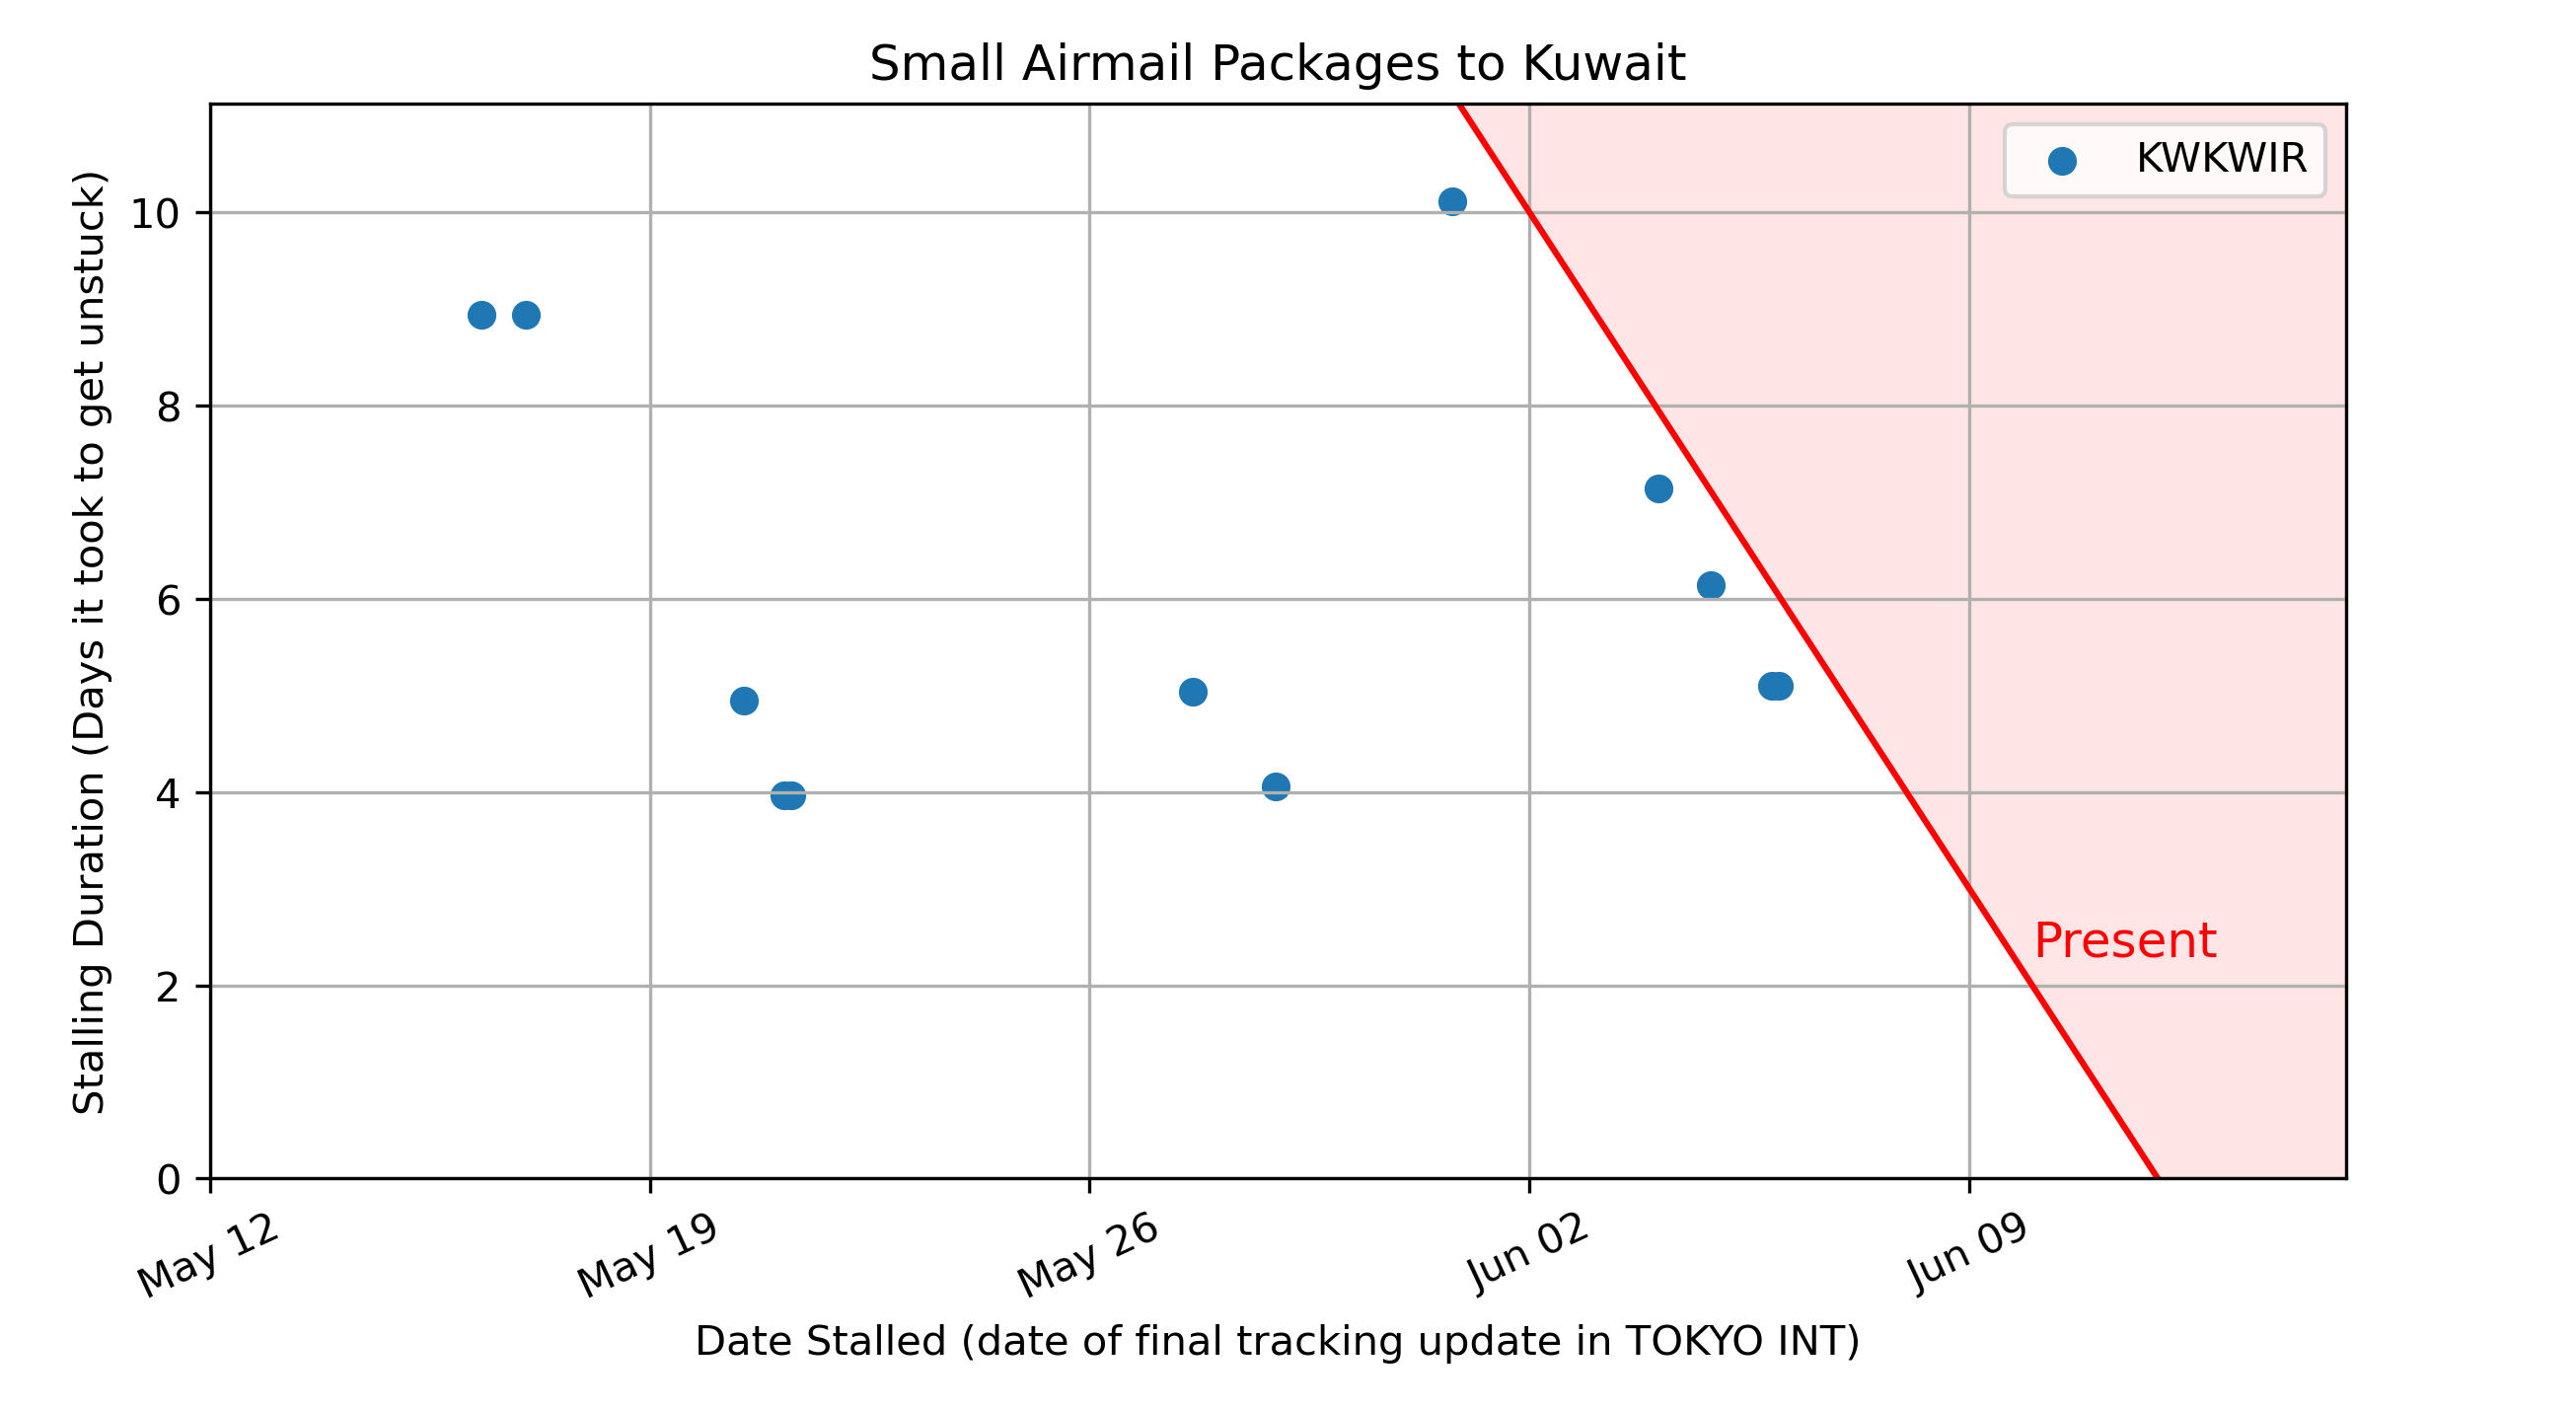 Small Airmail Packages to Kuwait
KWKWIR
Stalling Duration (Days it took to get unstuck)
10
8
6
4
2
0
Present
May 12
May 19
May 26
Jun 02
Jun 09
Date Stalled (date of final tracking update in TOKYO INT)